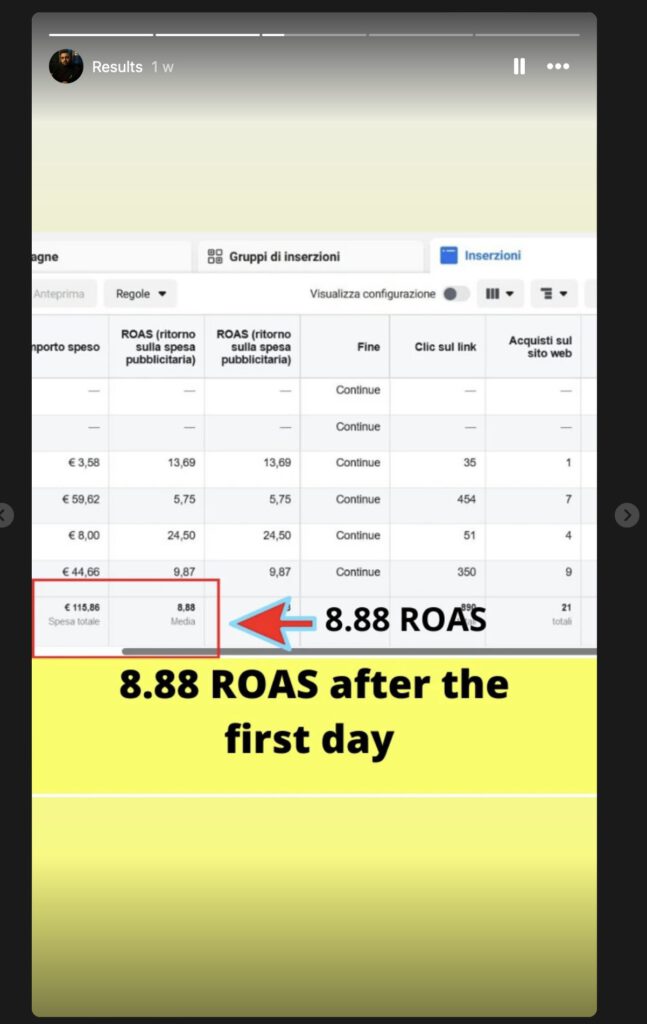 Results 1 w
agne Gruppi di inserzioni Inserzioni
Anteprima Regole Visualizza configurazione
nporto speso ROAS (ritorno sulla spesa pubblicitaria) ROAS (ritorno sulla spesa pubblicitaria) Fine Clic sul link Acquisti sul sito web
— — — Continue — —
— — — Continue — —
€ 3,58 13,69 13,69 Continue 35 1
€ 59,62 5,75 5,75 Continue 454 7
€ 8,00 24,50 24,50 Continue 51 4
€ 44,66 9,87 9,87 Continue 350 9
€ 115,86 8,88 890 21
Spesa totale Media totali
8.88 ROAS
8.88 ROAS after the
first day